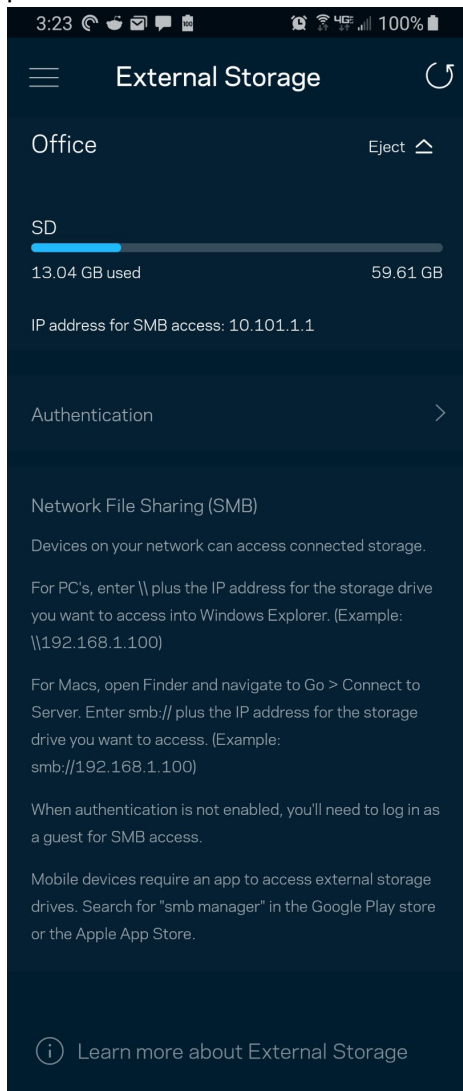 3:23 100 4G 100%
External Storage
Office Eject
SD
13.04 GB used 59.61 GB
IP address for SMB access: 10.101.1.1
Authentication
Network File Sharing (SMB)
Devices on your network can access connected storage.
For PC's, enter \\ plus the IP address for the storage drive
you want to access into Windows Explorer. (Example:
\\192.168.1.100)
For Macs, open Finder and navigate to Go > Connect to
Server. Enter smb:// plus the IP address for the storage
drive you want to access. (Example:
smb://192.168.1.100)
When authentication is not enabled, you'll need to log in as
a guest for SMB access.
Mobile devices require an app to access external storage
drives. Search for "smb manager" in the Google Play store
or the Apple App Store.
Learn more about External Storage